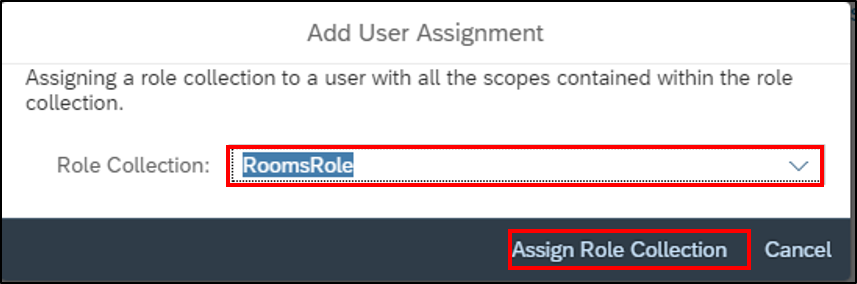 Add User Assignment
Assigning a role collection to a user with all the scopes contained within the role
collection.
Role Collection: RoomsRole
Assign Role Collection Cancel